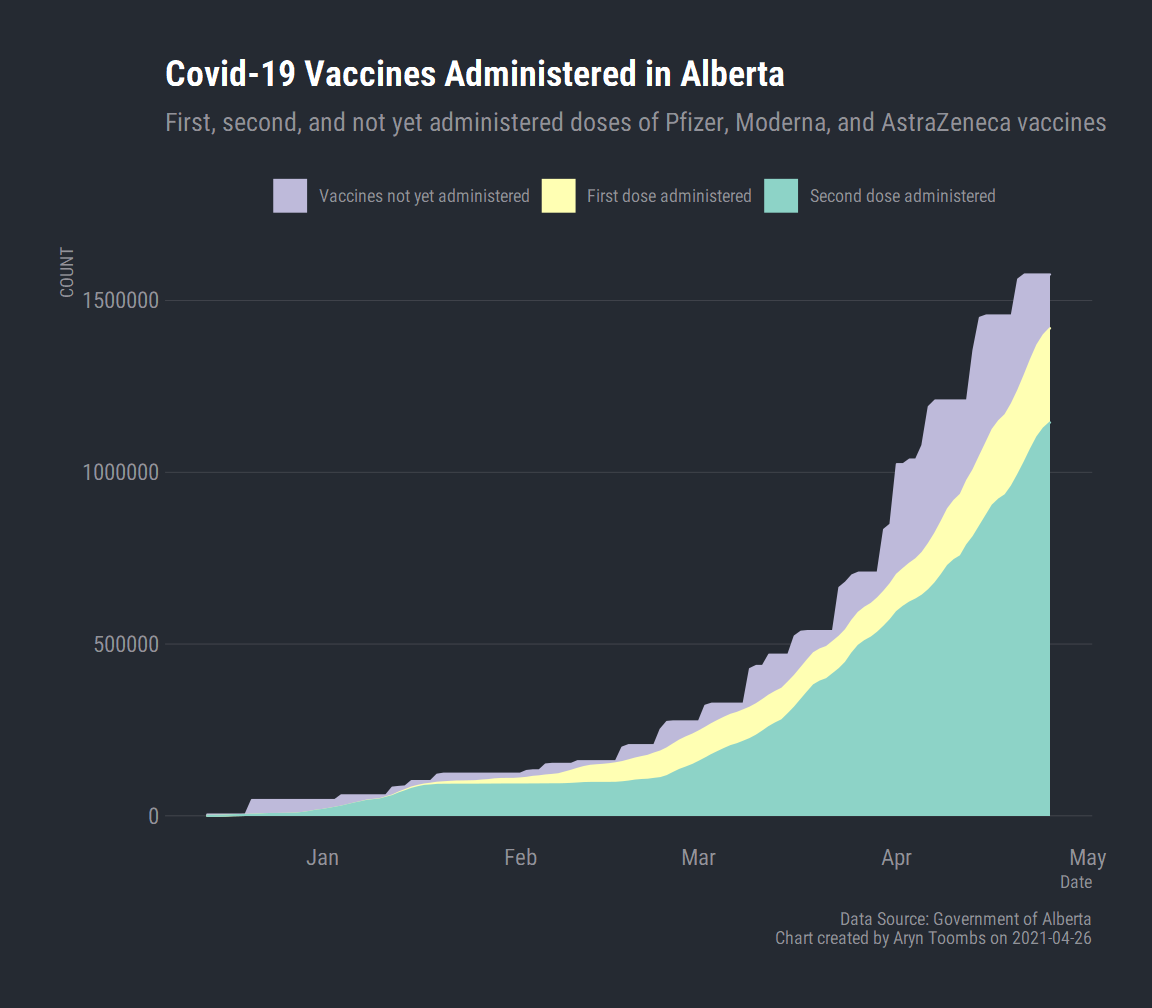 Covid-19 Vaccines Administered in Alberta
First, second, and not yet administered doses of Pfizer, Moderna, and AstraZeneca vaccines
Vaccines not yet administered
First dose administered
Second dose administered
COUNT
1500000
1000000
500000
0
Jan
Feb
Mar
Apr
May
Date
Data Source: Government of Alberta
Chart created by Aryn Toombs on 2021-04-26